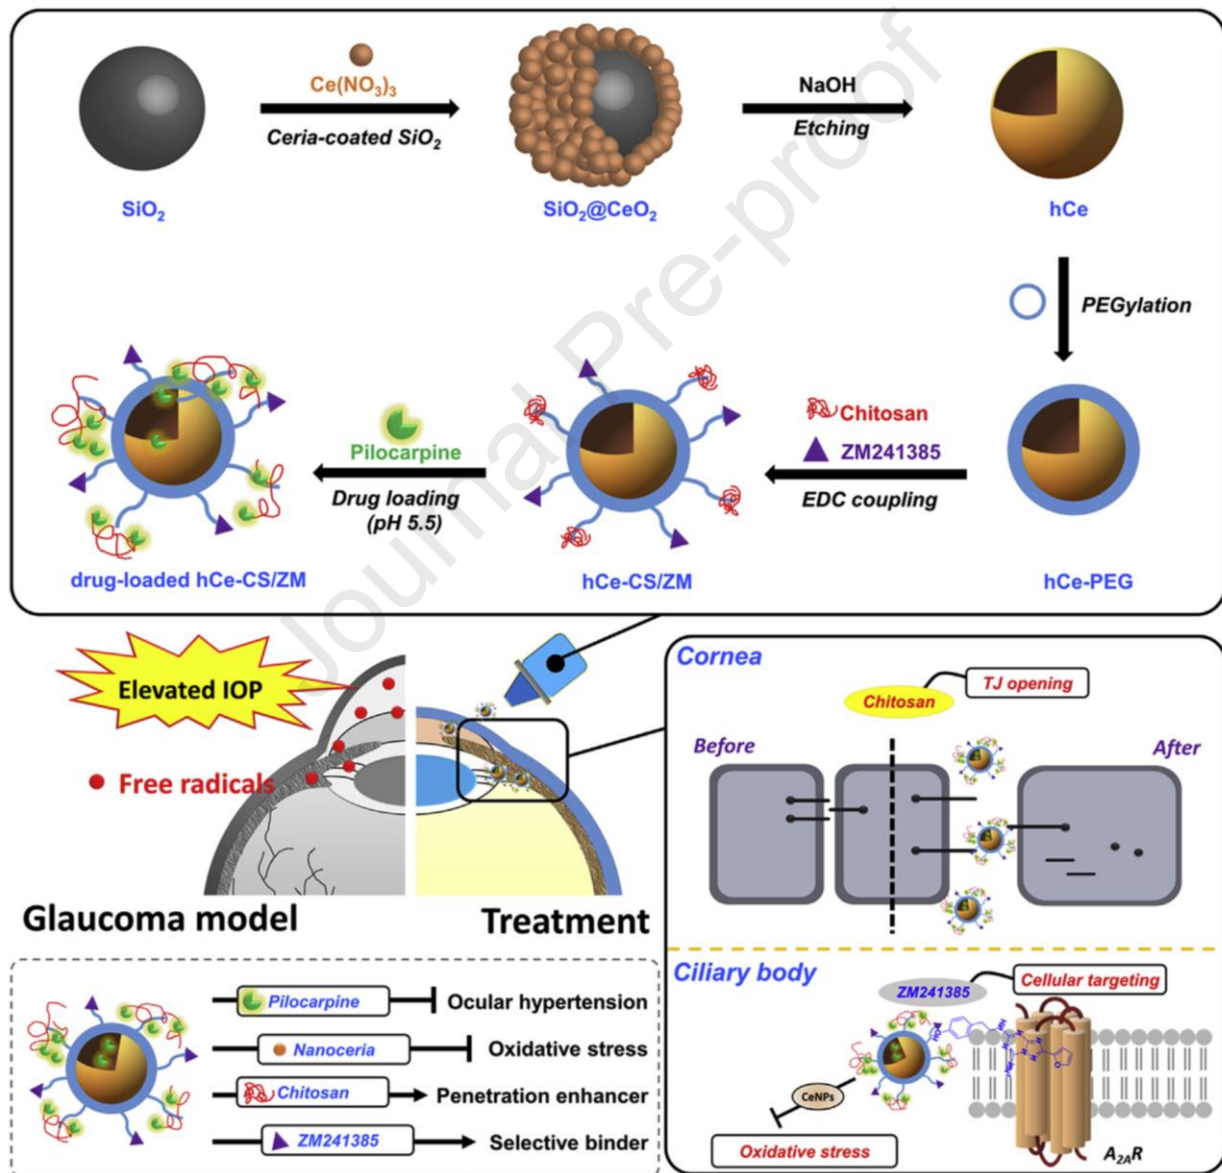 Ce(NO3)3
Ceria-coated SiO2
NaOH
Etching
SiO2
SiO2@CeO2
hCe
PEGylation
Pilocarpine
Drug loading
(pH 5.5)
Chitosan
ZM241385
EDC coupling
drug-loaded hCe-CS/ZM
hCe-CS/ZM
hCe-PEG
Journal Pre-proof
Elevated IOP
Free radicals
Glaucoma model
Treatment
Cornea
Chitosan
TJ opening
Before
After
Pilocarpine
Ocular hypertension
Nanoceria
Oxidative stress
Chitosan
Penetration enhancer
ZM241385
Selective binder
Ciliary body
ZM241385
Cellular targeting
CeNPs
Oxidative stress
A2AR